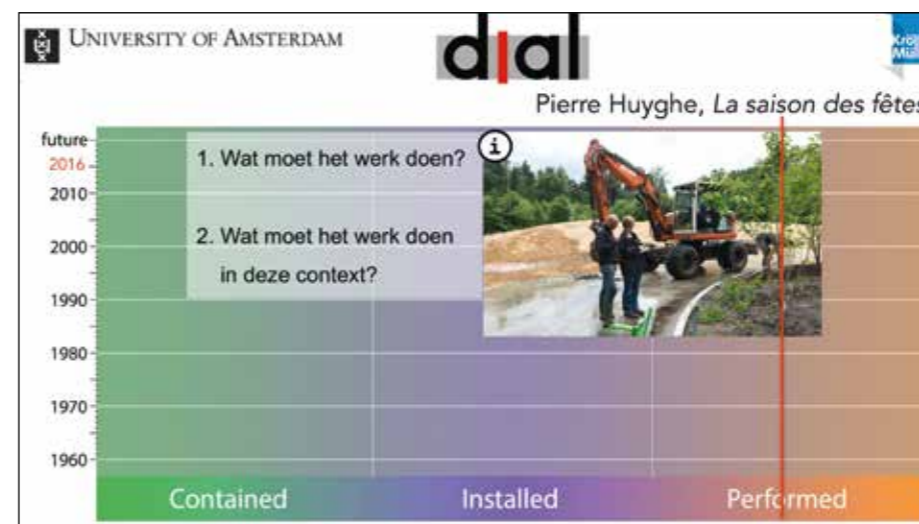 UNIVERSITY OF AMSTERDAM
dial
Pierre Huyghe, La saison des fêtes
future
2016
2010
2000
1990
1980
1970
1960
1. Wat moet het werk doen?
2. Wat moet het werk doen
in deze context?
i
Contained
Installed
Performed